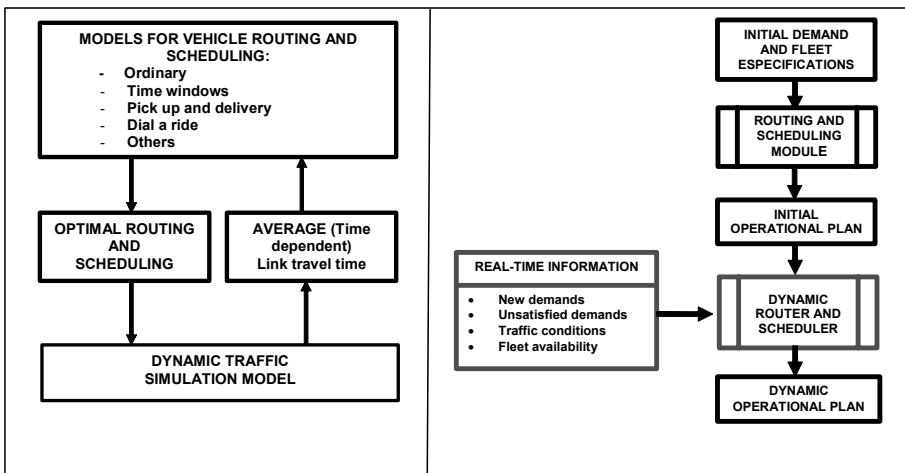 MODELS FOR VEHICLE ROUTING AND
SCHEDULING:
- Ordinary
- Time windows
- Pick up and delivery
- Dial a ride
- Others
OPTIMAL ROUTING
AND
SCHEDULING
AVERAGE (Time
dependent)
Link travel time
DYNAMIC TRAFFIC
SIMULATION MODEL
INITIAL DEMAND
AND FLEET
ESPECIFICATIONS
ROUTING AND
SCHEDULING
MODULE
INITIAL
OPERATIONAL PLAN
REAL-TIME INFORMATION
• New demands
• Unsatisfied demands
• Traffic conditions
• Fleet availability
DYNAMIC
ROUTER AND
SCHEDULER
DYNAMIC
OPERATIONAL PLAN